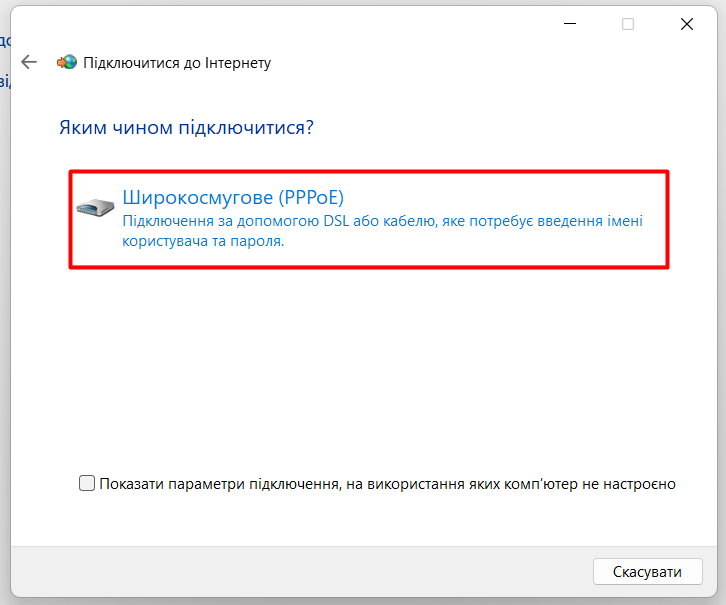 Підключитися до Інтернету
Яким чином підключитися?
Широкосмугове (PPPoE)
Підключення за допомогою DSL або кабелю, яке потребує введення імені
користувача та пароля.
Показати параметри підключення, на використання яких комп’ютер не настроєно
Скасувати